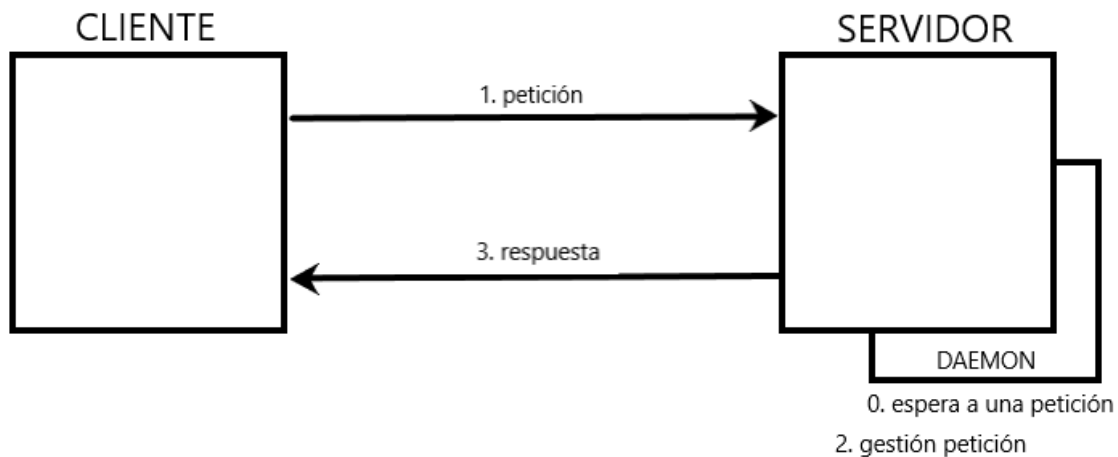 CLIENTE
SERVIDOR
1. petición
3. respuesta
DAEMON
0. espera a una petición
2. gestión petición